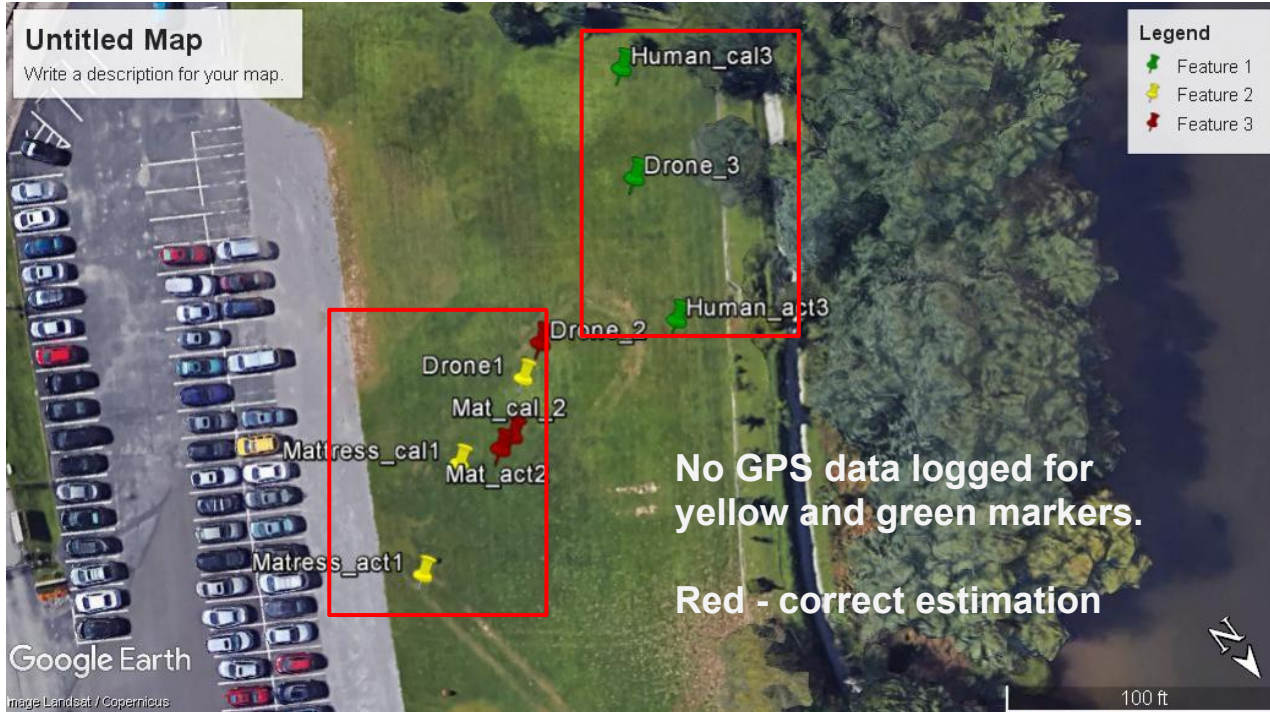 Untitled Map
Write a description for your map.
Legend
Feature 1
Feature 2
Feature 3
Human_cal3
Drone_3
Human_act3
Drone_2
Drone1
Mat_cal_2
Mattress_cal1
Mat_act2
Matress_act1
No GPS data logged for
yellow and green markers.
Red - correct estimation
Google Earth
Image Landsat / Copernicus
N
100 ft